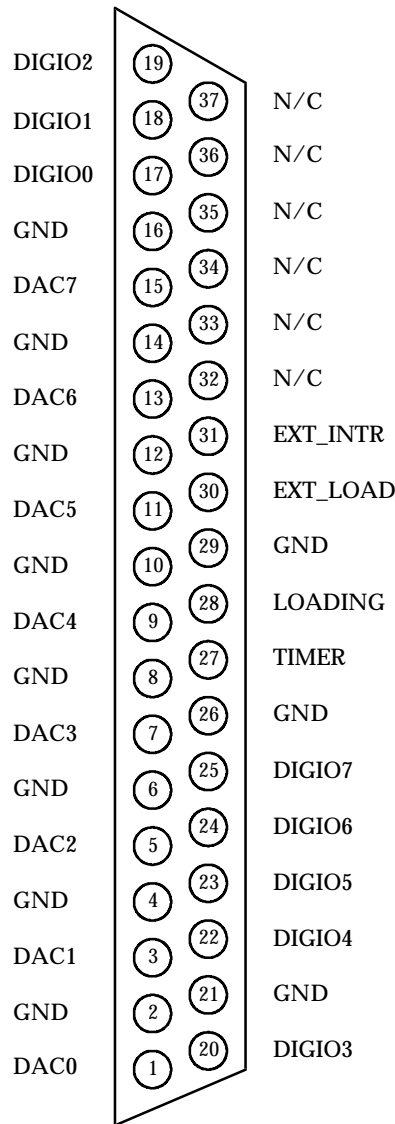 DIGIO2 19
37 N/C
DIGIO1 18
36 N/C
DIGIO0 17
35 N/C
GND 16
34 N/C
DAC7 15
33 N/C
GND 14
32 N/C
DAC6 13
31 EXT_INTR
GND 12
30 EXT_LOAD
DAC5 11
29 GND
GND 10
28 LOADING
DAC4 9
27 TIMER
GND 8
26 GND
DAC3 7
25 DIGIO7
GND 6
24 DIGIO6
DAC2 5
23 DIGIO5
GND 4
22 DIGIO4
DAC1 3
21 GND
GND 2
20 DIGIO3
DAC0 1